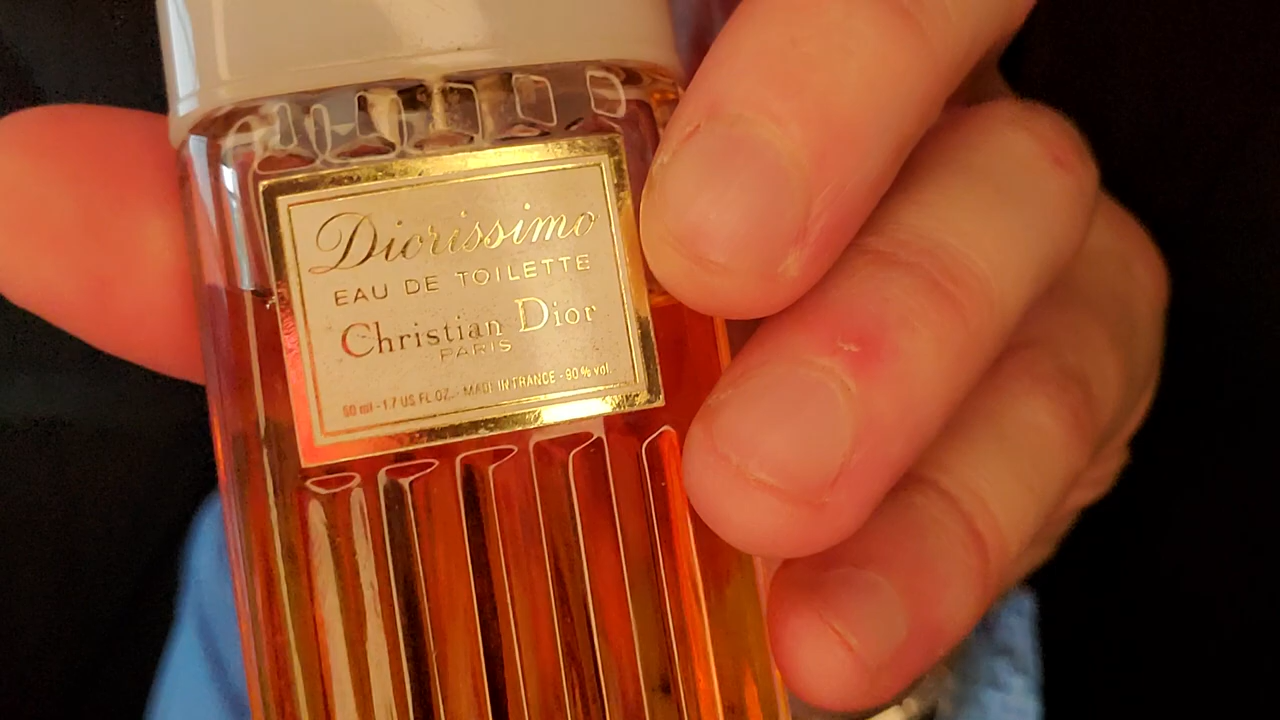 Diorissimo
EAU DE TOILETTE
Christian Dior
PARIS
50 ml - 1.7 US FL OZ. - MADE IN FRANCE - 90 % vol.